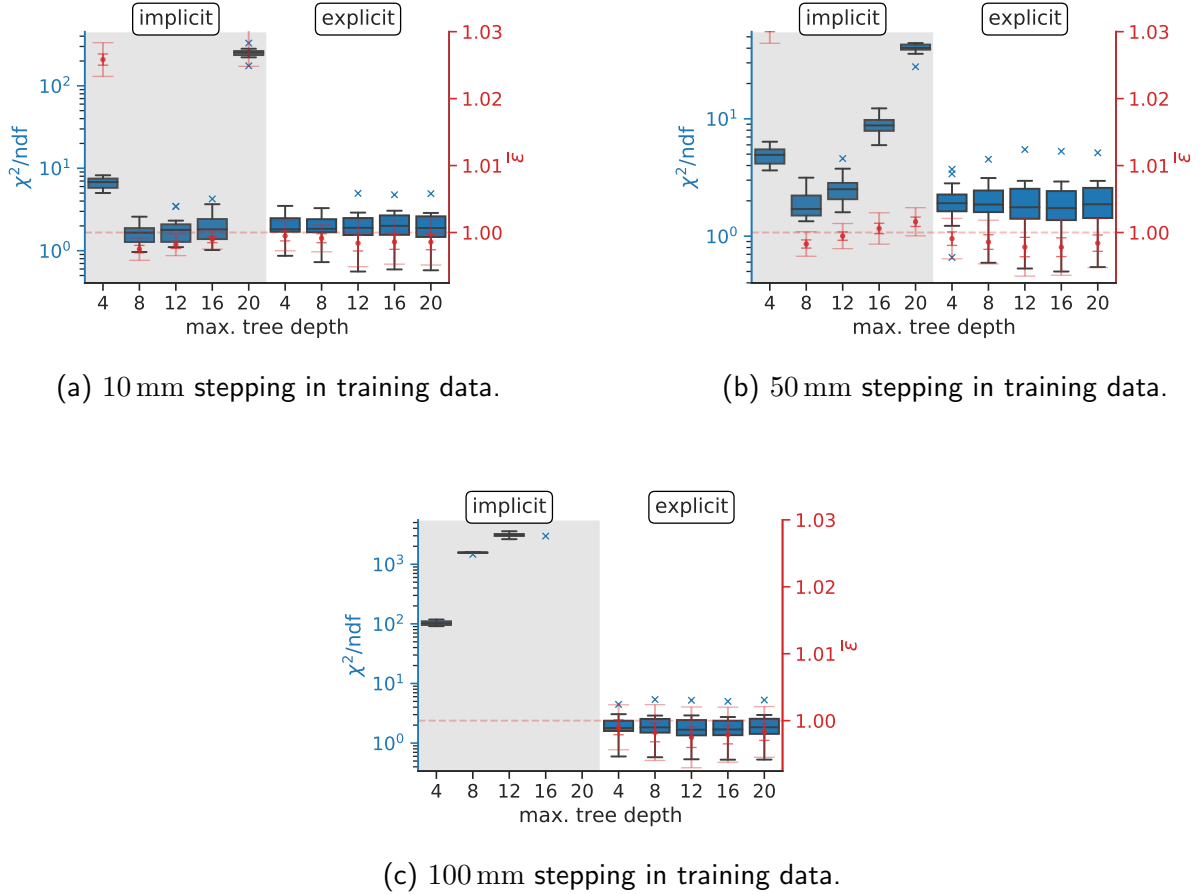 implicit explicit
10² 10¹ 10⁰
χ²/ndf
1.03 1.02 1.01 1.00
ε̄
4 8 12 16 20 4 8 12 16 20
max. tree depth
(a) 10 mm stepping in training data.
implicit explicit
10¹ 10⁰
χ²/ndf
1.03 1.02 1.01 1.00
ε̄
4 8 12 16 20 4 8 12 16 20
max. tree depth
(b) 50 mm stepping in training data.
implicit explicit
10³ 10² 10¹ 10⁰
χ²/ndf
1.03 1.02 1.01 1.00
ε̄
4 8 12 16 20 4 8 12 16 20
max. tree depth
(c) 100 mm stepping in training data.